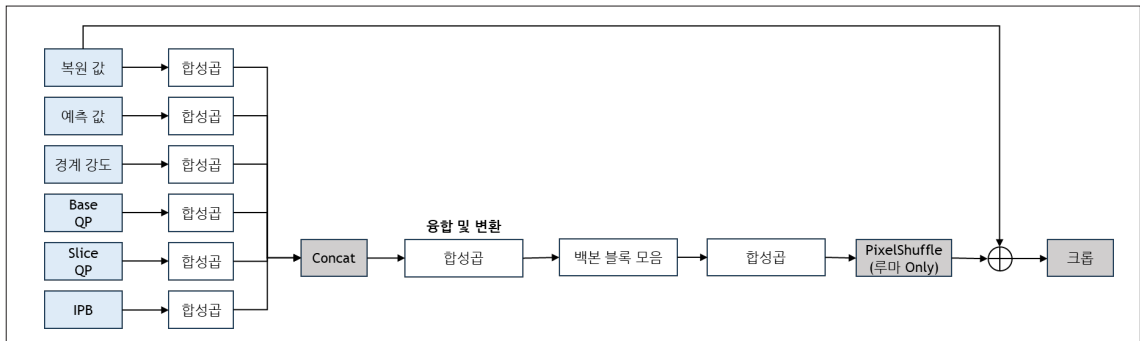 복원 값
합성곱
예측 값
합성곱
경계 강도
합성곱
Base
QP
합성곱
Slice
QP
합성곱
IPB
합성곱
Concat
융합 및 변환
합성곱
백본 블록 모음
합성곱
PixelShuffle
(루마 Only)
크롭